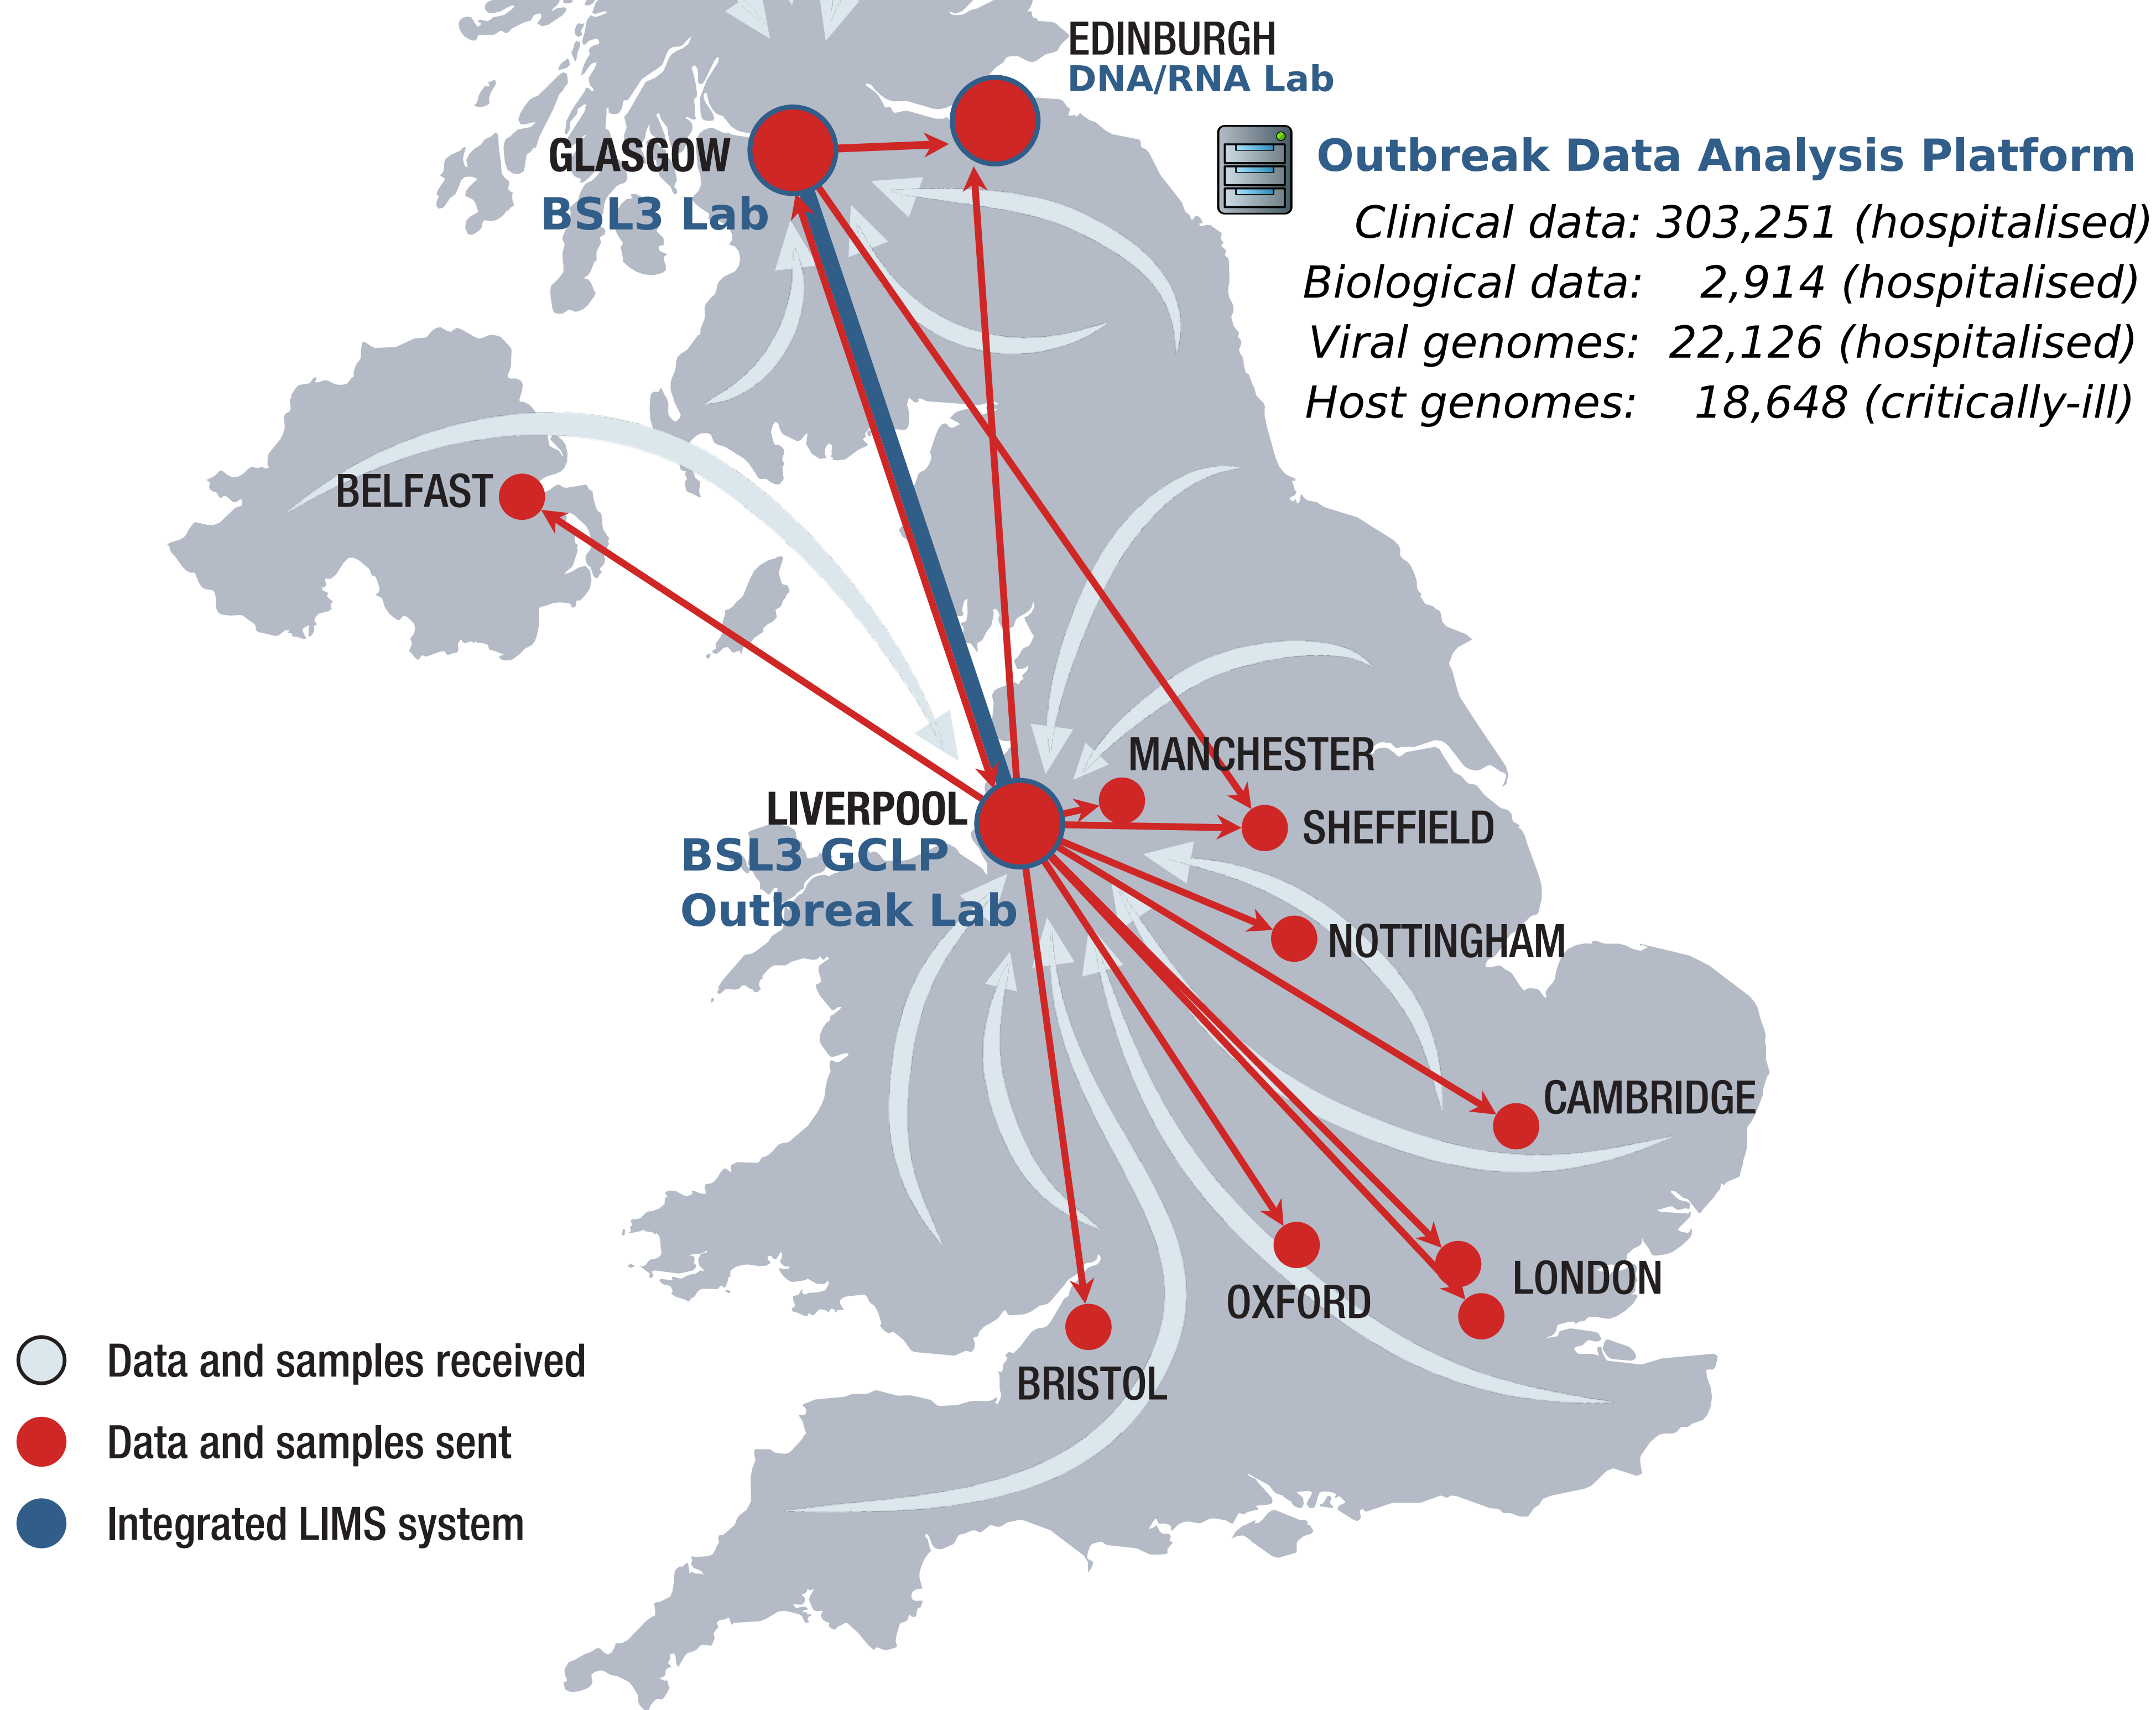 EDINBURGH
DNA/RNA Lab
GLASGOW
BSL3 Lab
Outbreak Data Analysis Platform
Clinical data: 303,251 (hospitalised)
Biological data: 2,914 (hospitalised)
Viral genomes: 22,126 (hospitalised)
Host genomes: 18,648 (critically-ill)
BELFAST
MANCHESTER
LIVERPOOL
BSL3 GCLP
Outbreak Lab
SHEFFIELD
NOTTINGHAM
CAMBRIDGE
LONDON
OXFORD
BRISTOL
Data and samples received
Data and samples sent
Integrated LIMS system